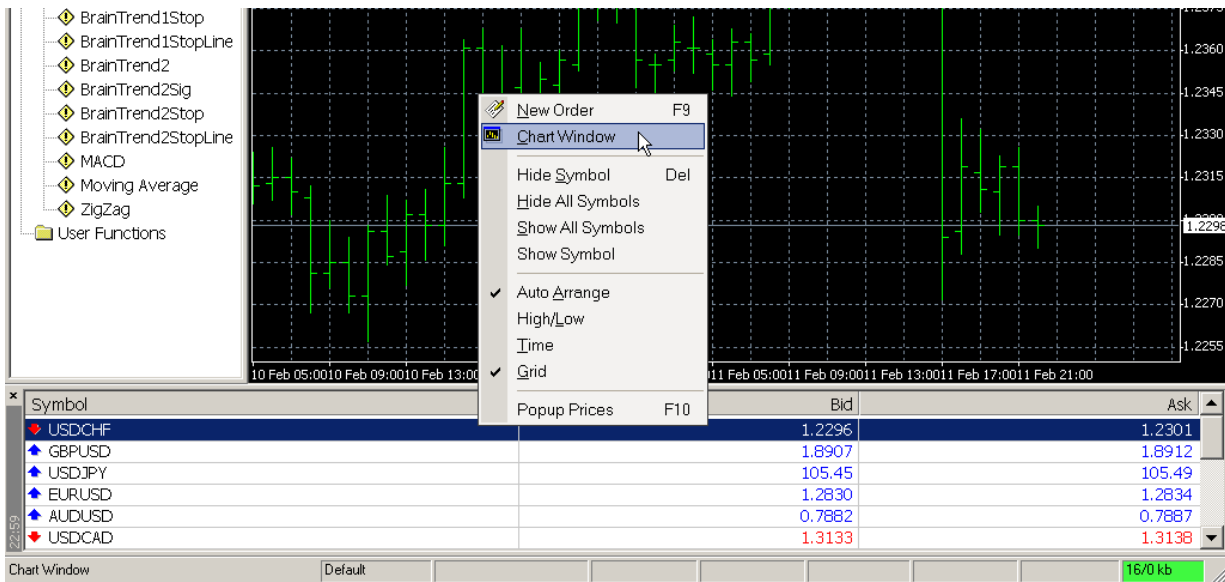 BrainTrend1Stop
BrainTrend1StopLine
BrainTrend2
BrainTrend2Sig
BrainTrend2Stop
BrainTrend2StopLine
MACD
Moving Average
ZigZag
User Functions
New Order F9
Chart Window
Hide Symbol Del
Hide All Symbols
Show All Symbols
Show Symbol
Auto Arrange
High/Low
Time
Grid
Popup Prices F10
1.2360
1.2345
1.2330
1.2315
1.2296
1.2285
1.2270
1.2255
10 Feb 05:00 10 Feb 09:00 10 Feb 13:00 11 Feb 05:00 11 Feb 09:00 11 Feb 13:00 11 Feb 17:00 11 Feb 21:00
Symbol Bid Ask
USDCHF 1.2296 1.2301
GBPUSD 1.8907 1.8912
USDJPY 105.45 105.49
EURUSD 1.2830 1.2834
AUDUSD 0.7882 0.7887
USDCAD 1.3133 1.3138
22:59
Chart Window Default 16/0 kb